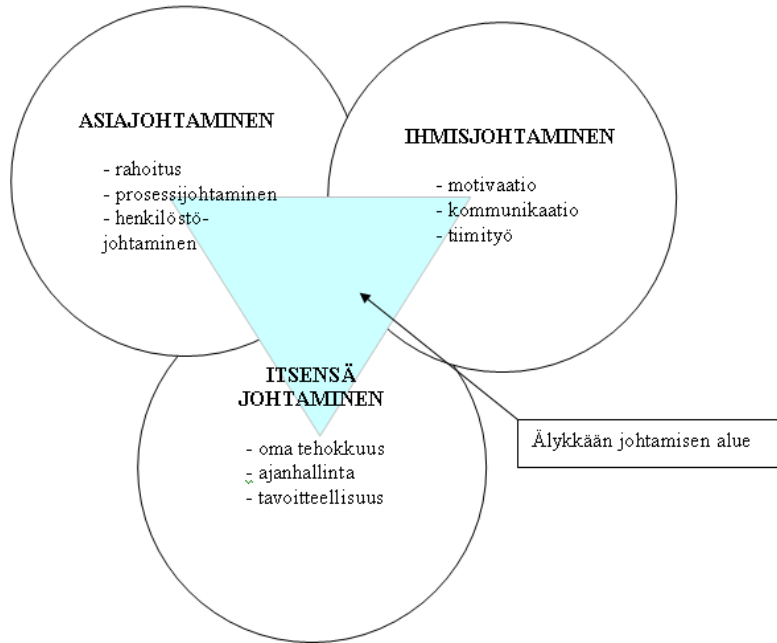 ASIAJOHTAMINEN
- rahoitus
- prosessijohtaminen
- henkilöstö-
johtaminen
IHMISJOHTAMINEN
- motivaatio
- kommunikaatio
- tiimityö
ITSENSÄ
JOHTAMINEN
- oma tehokkuus
- ajanhallinta
- tavoitteellisuus
Älykkään johtamisen alue